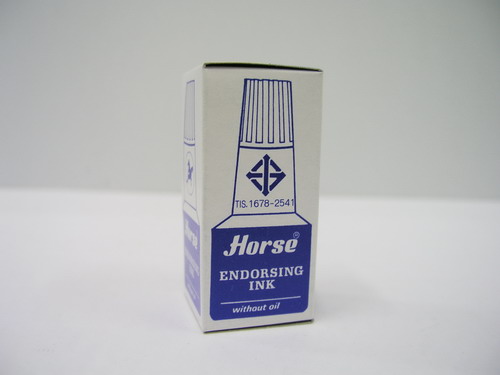 TIS.1678-2541
Horse®
ENDORSING
INK
without oil